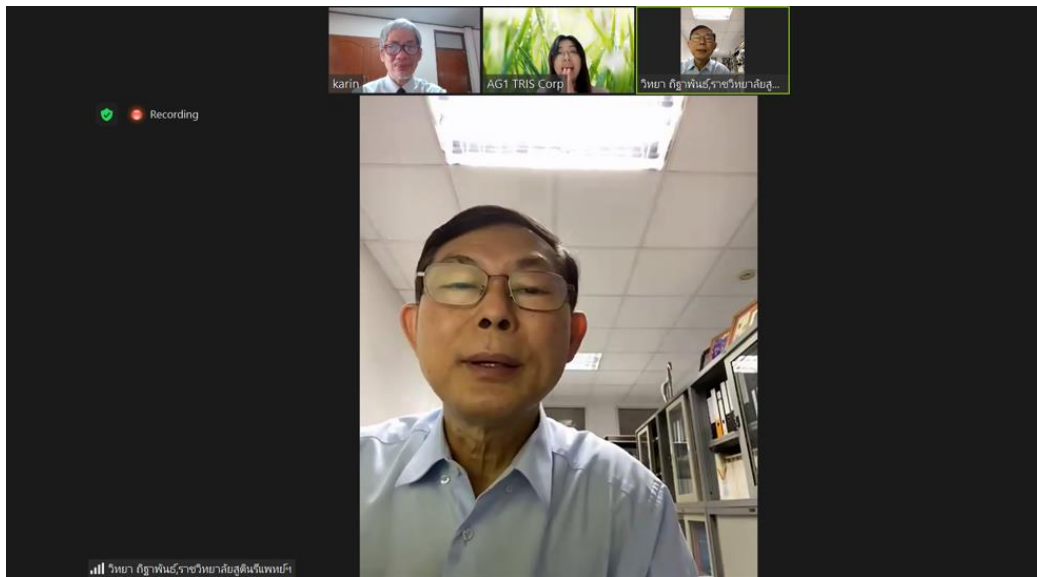 karin
AG1 TRIS Corp
วิทยา ถิฐาพันธ์,ราชวิทยาลัยสู...
Recording
วิทยา ถิฐาพันธ์,ราชวิทยาลัยสูตินรีแพทย์ฯ